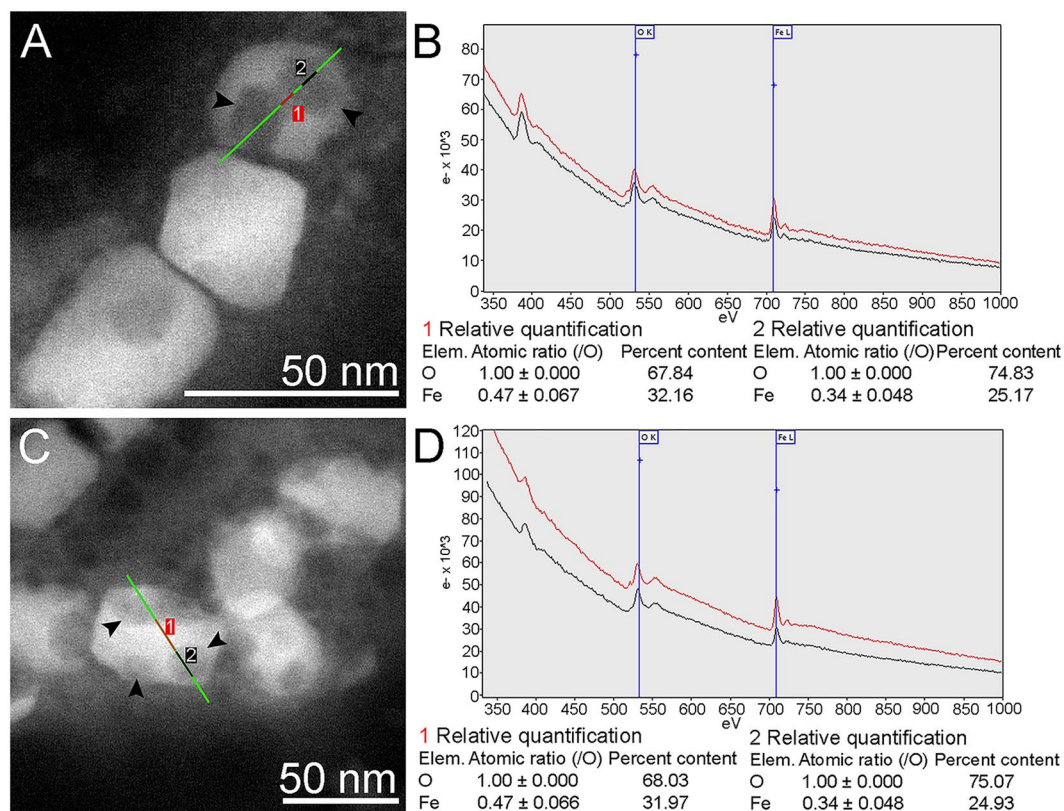 A
2
1
50 nm
B
O K
Fe L
80
70
60
50
40
30
20
10
0
e- x 10^3
350 400 450 500 550 600 650 700 750 800 850 900 950 1000
eV
1 Relative quantification
Elem. Atomic ratio (/O) Percent content
O 1.00 ± 0.000 67.84
Fe 0.47 ± 0.067 32.16
2 Relative quantification
Elem. Atomic ratio (/O) Percent content
O 1.00 ± 0.000 74.83
Fe 0.34 ± 0.048 25.17
C
1
2
50 nm
D
O K
Fe L
120
110
100
90
80
70
60
50
40
30
20
10
0
e- x 10^3
350 400 450 500 550 600 650 700 750 800 850 900 950 1000
eV
1 Relative quantification
Elem. Atomic ratio (/O) Percent content
O 1.00 ± 0.000 68.03
Fe 0.47 ± 0.066 31.97
2 Relative quantification
Elem. Atomic ratio (/O) Percent content
O 1.00 ± 0.000 75.07
Fe 0.34 ± 0.048 24.93